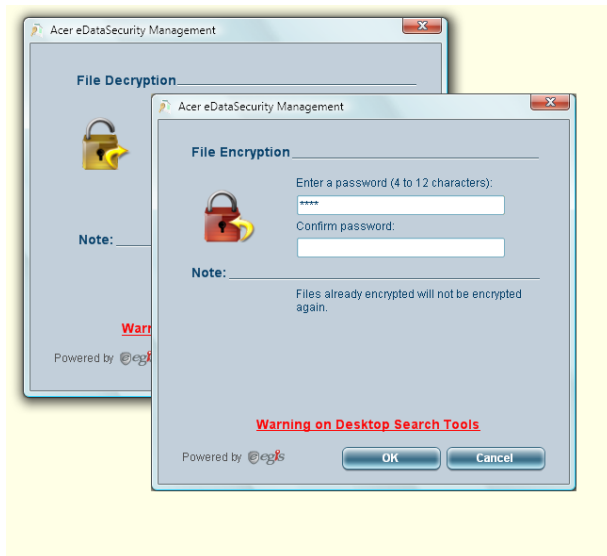 Acer eDataSecurity Management
File Decryption
Note:
Powered by egis
Acer eDataSecurity Management
File Encryption
Enter a password (4 to 12 characters):
****
Confirm password:
Note:
Files already encrypted will not be encrypted
again.
Warning on Desktop Search Tools
Powered by egis
OK
Cancel